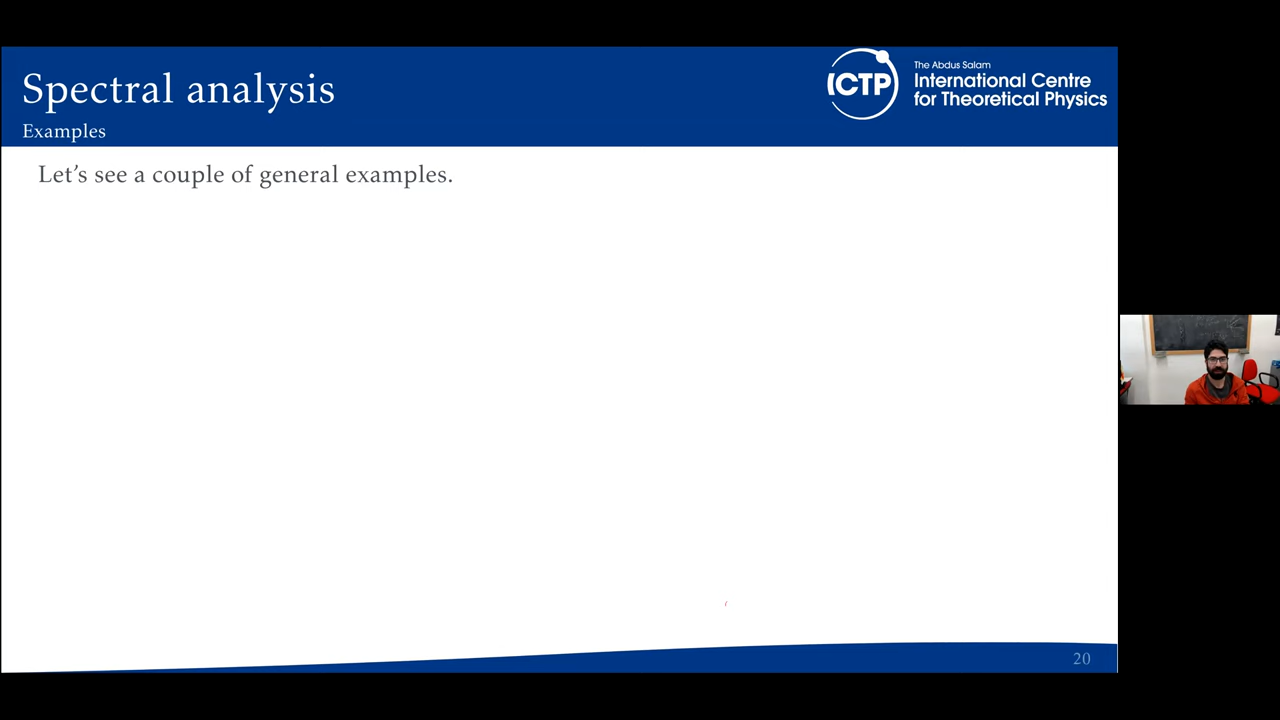 Spectral analysis
Examples
ICTP
The Abdus Salam
International Centre
for Theoretical Physics
Let's see a couple of general examples.
20